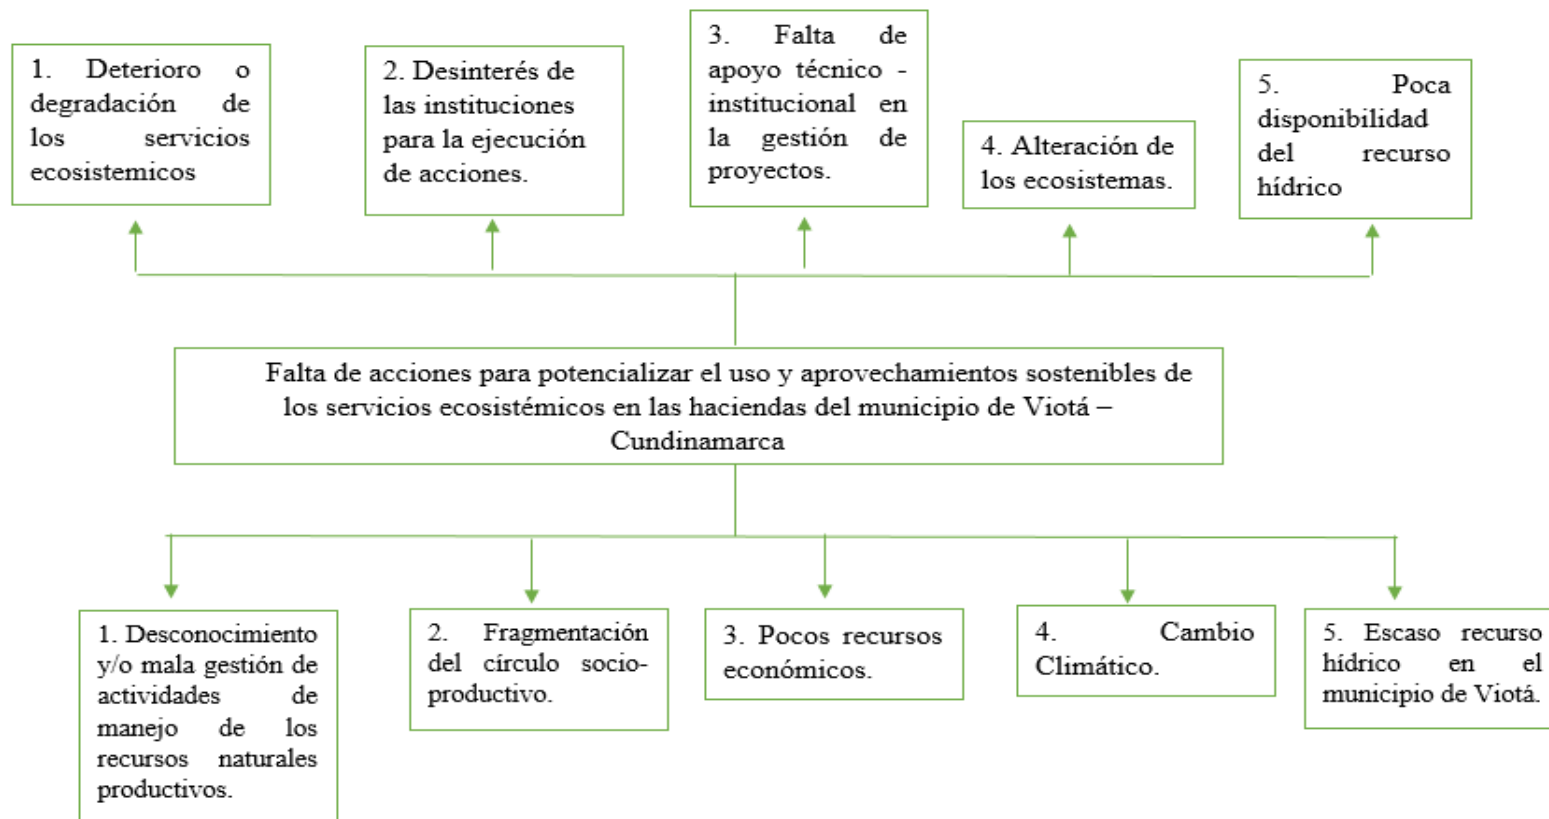 1. Deterioro o
degradación de
los servicios
ecosistemicos
2. Desinterés de
las instituciones
para la ejecución
de acciones.
3. Falta de
apoyo técnico -
institucional en
la gestión de
proyectos.
4. Alteración de
los ecosistemas.
5. Poca
disponibilidad
del recurso
hídrico
Falta de acciones para potencializar el uso y aprovechamientos sostenibles de
los servicios ecosistémicos en las haciendas del municipio de Viotá –
Cundinamarca
1. Desconocimiento
y/o mala gestión de
actividades de
manejo de los
recursos naturales
productivos.
2. Fragmentación
del círculo socio-
productivo.
3. Pocos recursos
económicos.
4. Cambio
Climático.
5. Escaso recurso
hídrico en el
municipio de Viotá.